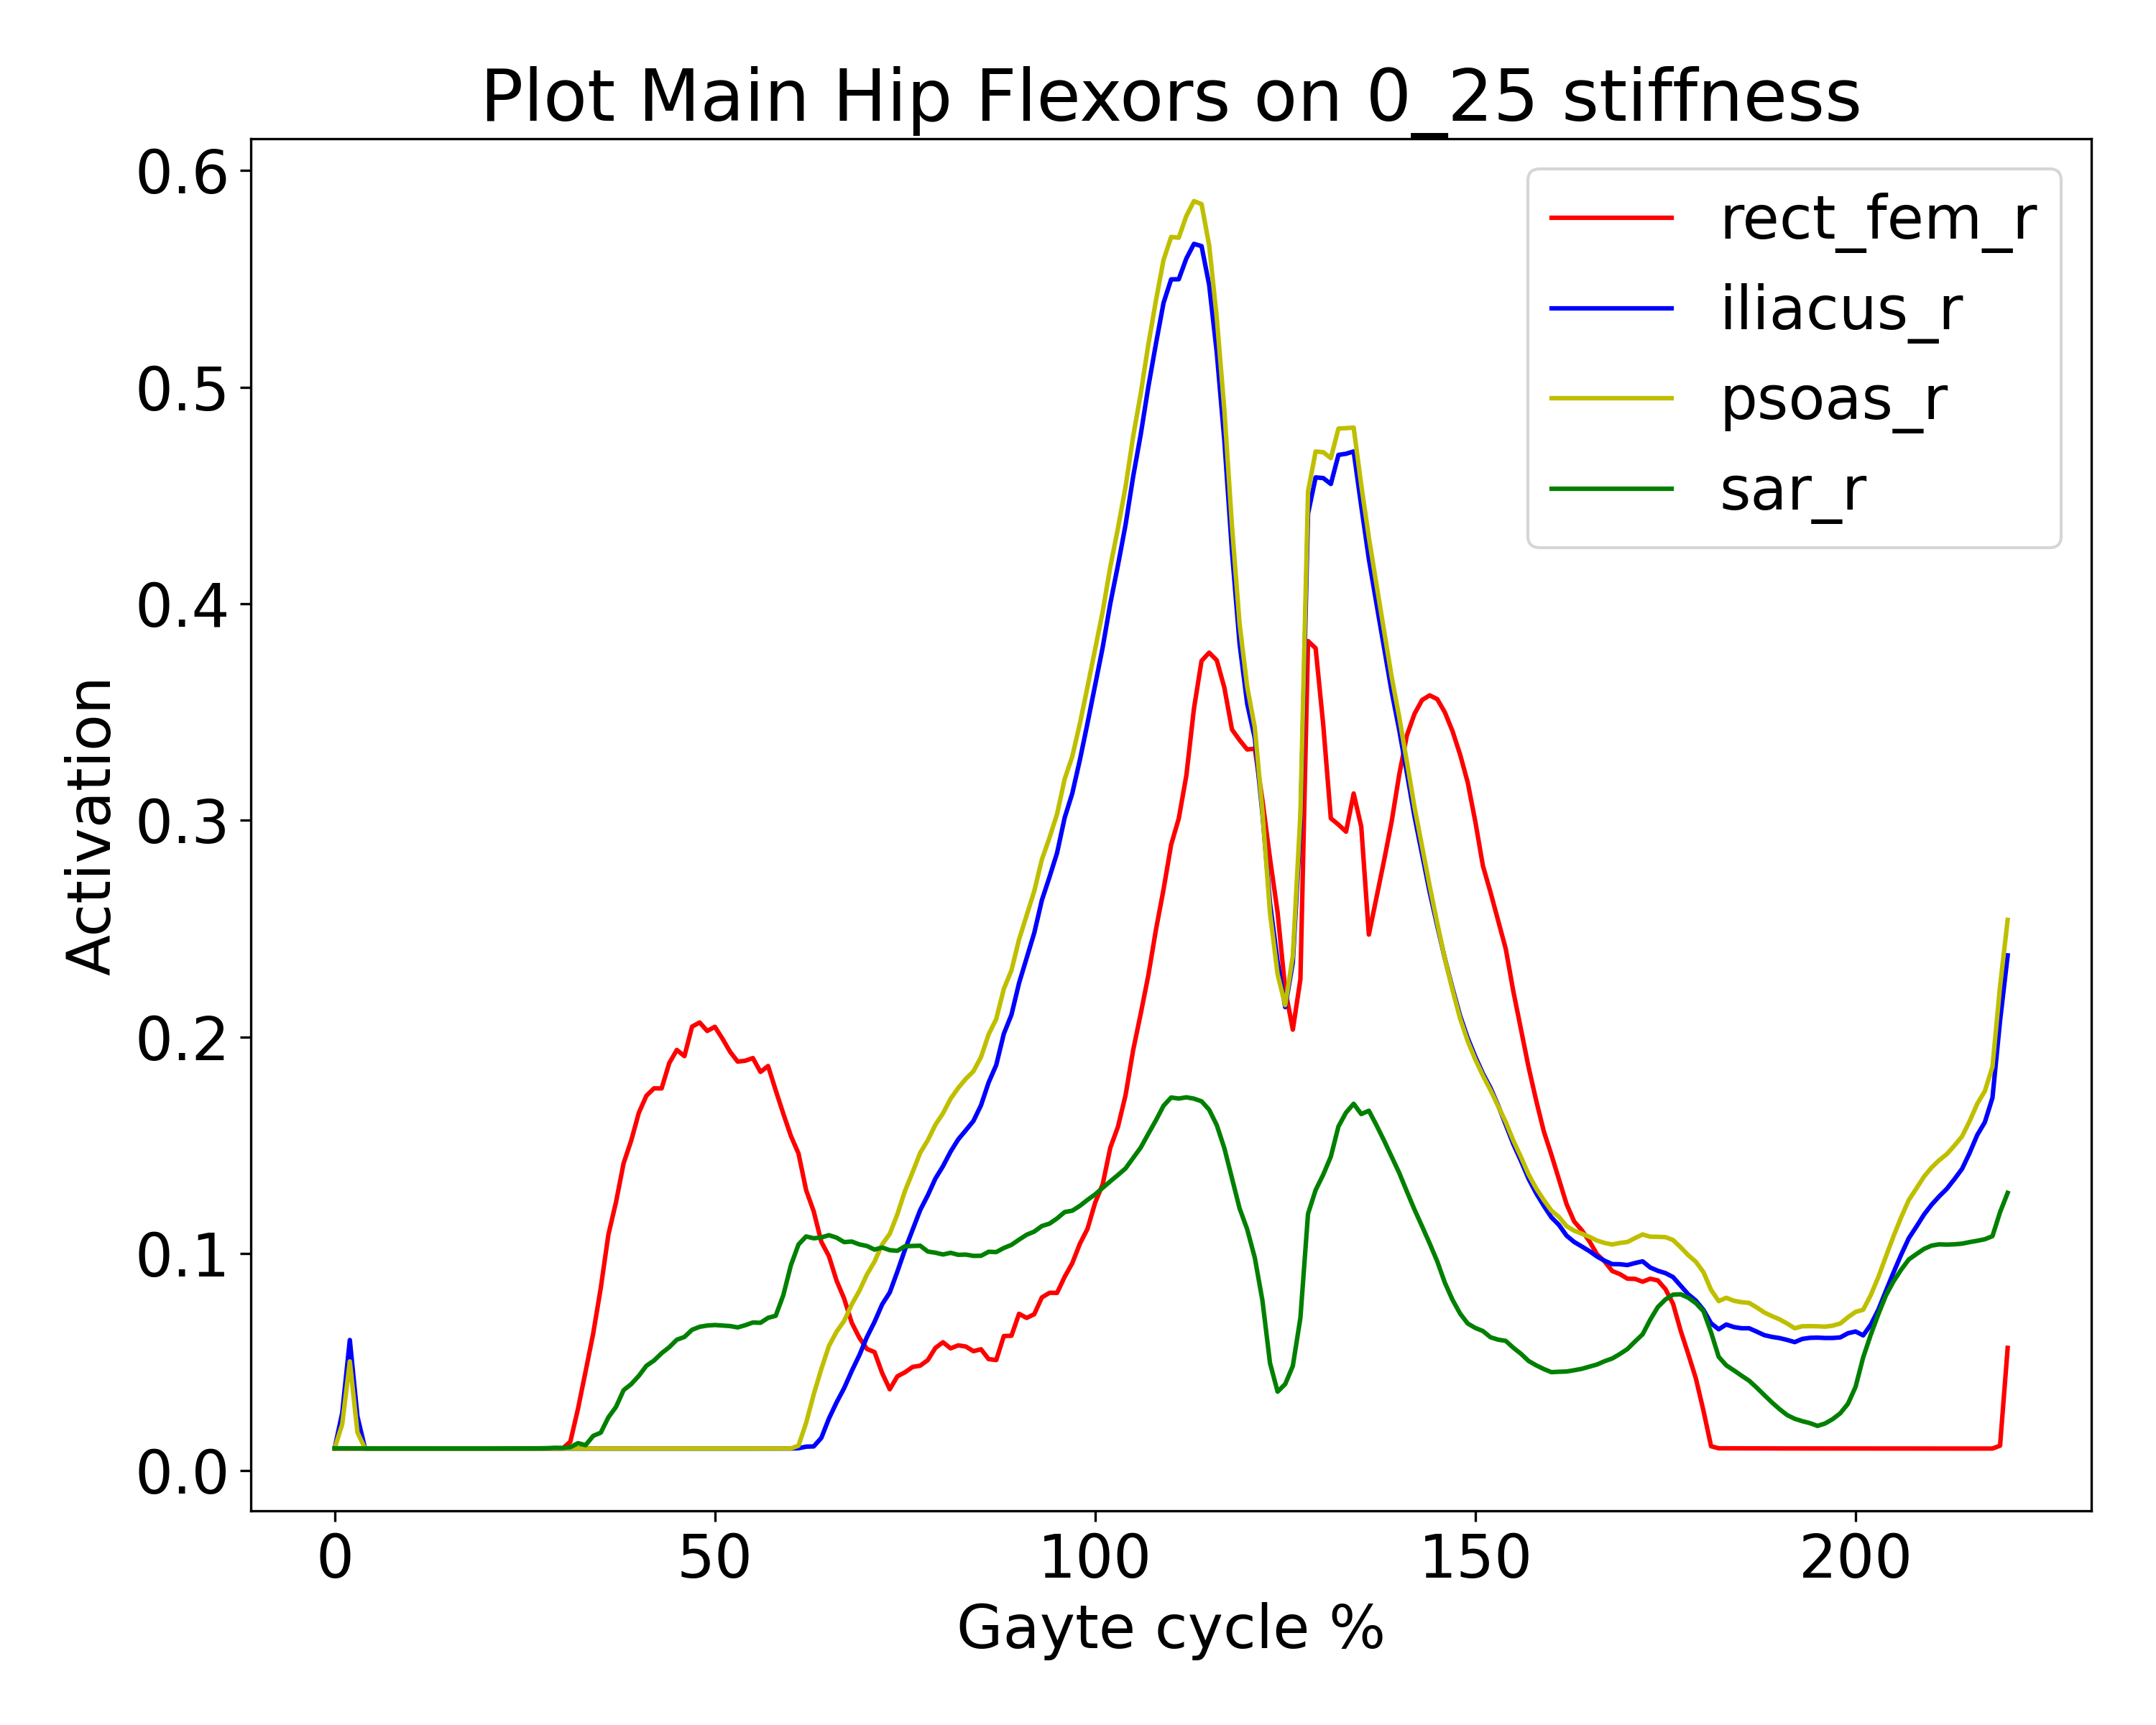 Plot Main Hip Flexors on 0_25 stiffness
0.6
0.5
0.4
0.3
0.2
0.1
0.0
Activation
rect_fem_r
iliacus_r
psoas_r
sar_r
0 50 100 150 200
Gayte cycle %